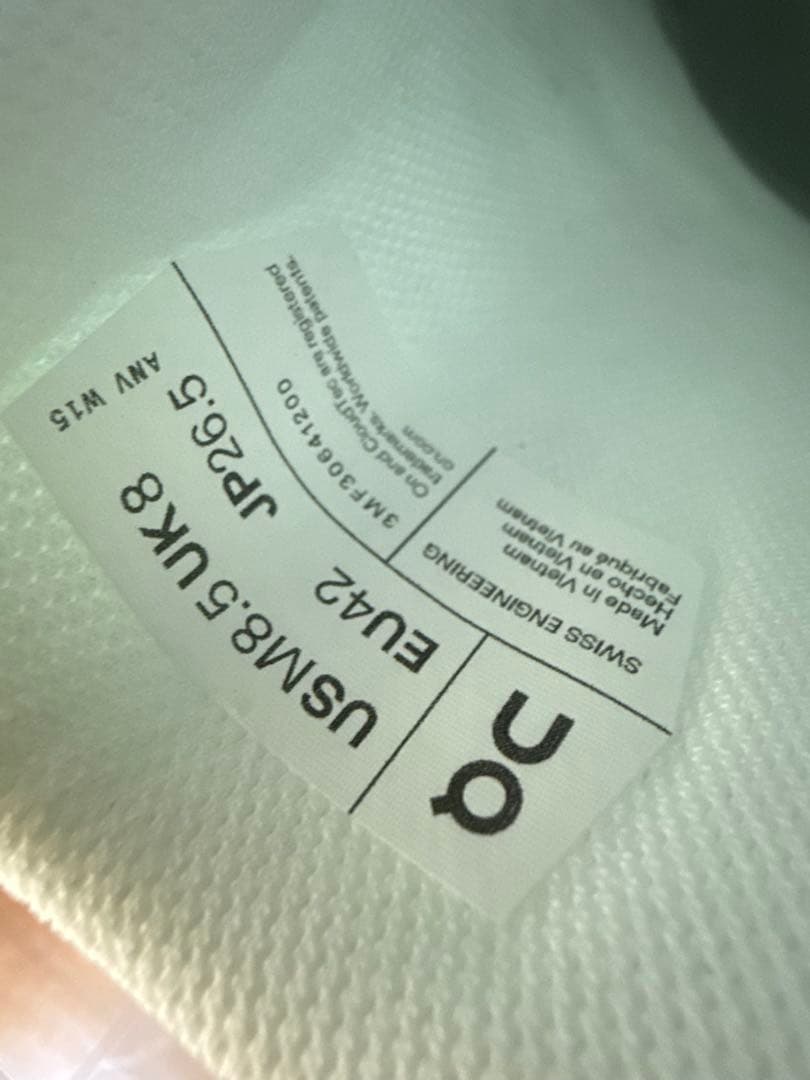 On
USM8.5 UK8
EU42 JP26.5
ANV W15
SWISS ENGINEERING
Made in Vietnam
Hecho en Vietnam
Fabriqué au Vietnam
3MF30641200
On and CloudTec are registered
trademarks. Worldwide patents.
on.com